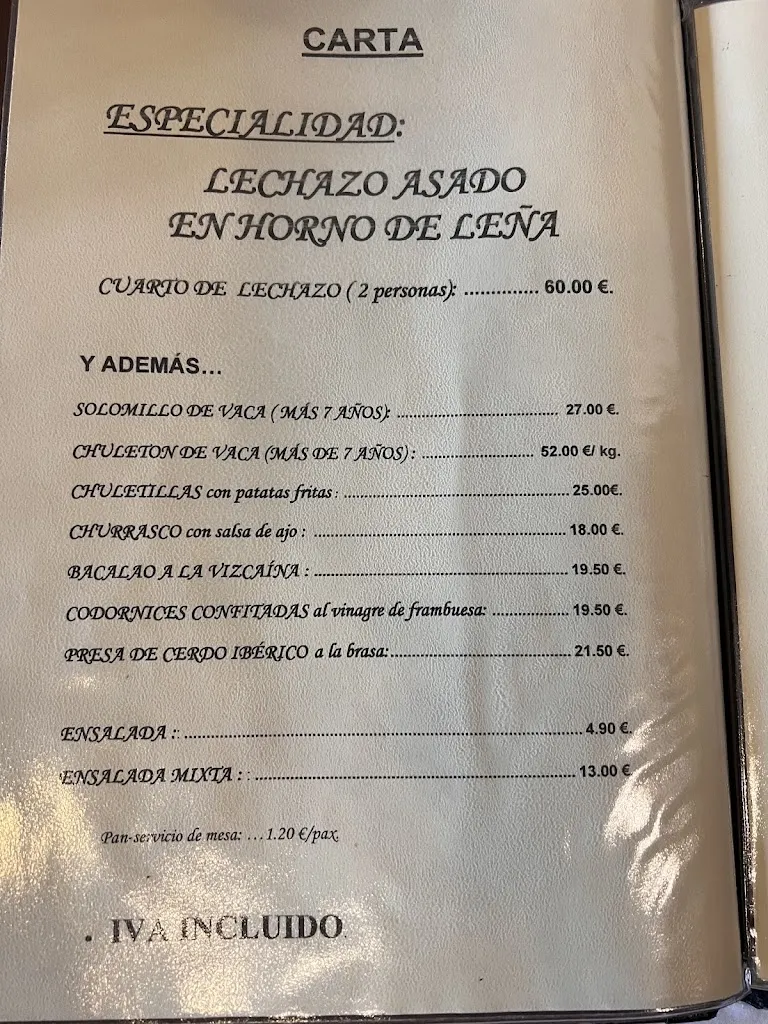 CARTA
ESPECIALIDAD:
LECHAZO ASADO
EN HORNO DE LEÑA
CUARTO DE LECHAZO ( 2 personas): .............. 60.00 €.
Y ADEMÁS...
SOLOMILLO DE VACA ( MÁS 7 AÑOS): ................................ 27.00 €.
CHULETON DE VACA (MÁS DE 7 AÑOS) : ...................... 52.00 €/ kg.
CHULETILLAS con patatas fritas : ............................................. 25.00€.
CHURRASCO con salsa de ajo : .................................................. 18.00 €.
BACALAO A LA VIZCAÍNA : .................................................. 19.50 €.
CODORNICES CONFITADAS al vinagre de frambuesa: ............... 19.50 €.
PRESA DE CERDO IBÉRICO a la brasa:.................................... 21.50 €.
ENSALADA : : ................................................................................ 4.90 €.
ENSALADA MIXTA : : ................................................................ 13.00 €
Pan-servicio de mesa: ...1.20 €/pax.
. IVA INCLUIDO